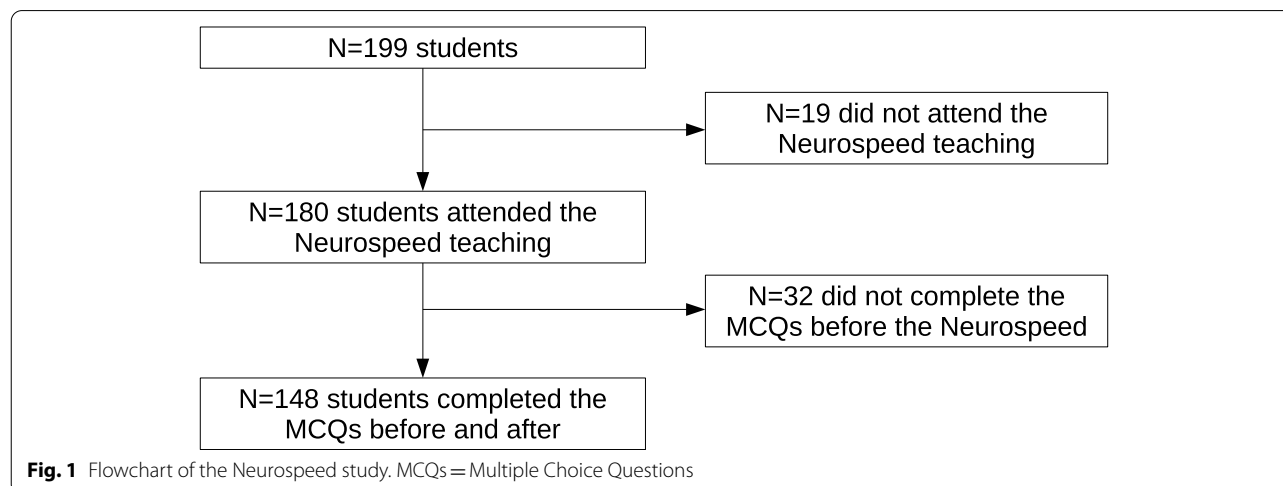 N=199 students
N=19 did not attend the
Neurospeed teaching
N=180 students attended the
Neurospeed teaching
N=32 did not complete the
MCQs before the Neurospeed
N=148 students completed the
MCQs before and after
Fig. 1 Flowchart of the Neurospeed study. MCQs = Multiple Choice Questions